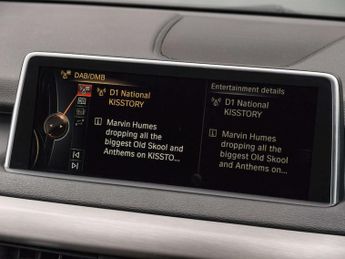 DAB/DMB
D1 National
KISSTORY
Marvin Humes
dropping all the
biggest Old Skool
and Anthems on KISSTO...
Entertainment details
D1 National
KISSTORY
Marvin Humes
dropping all the
biggest Old Skool
and Anthems on...